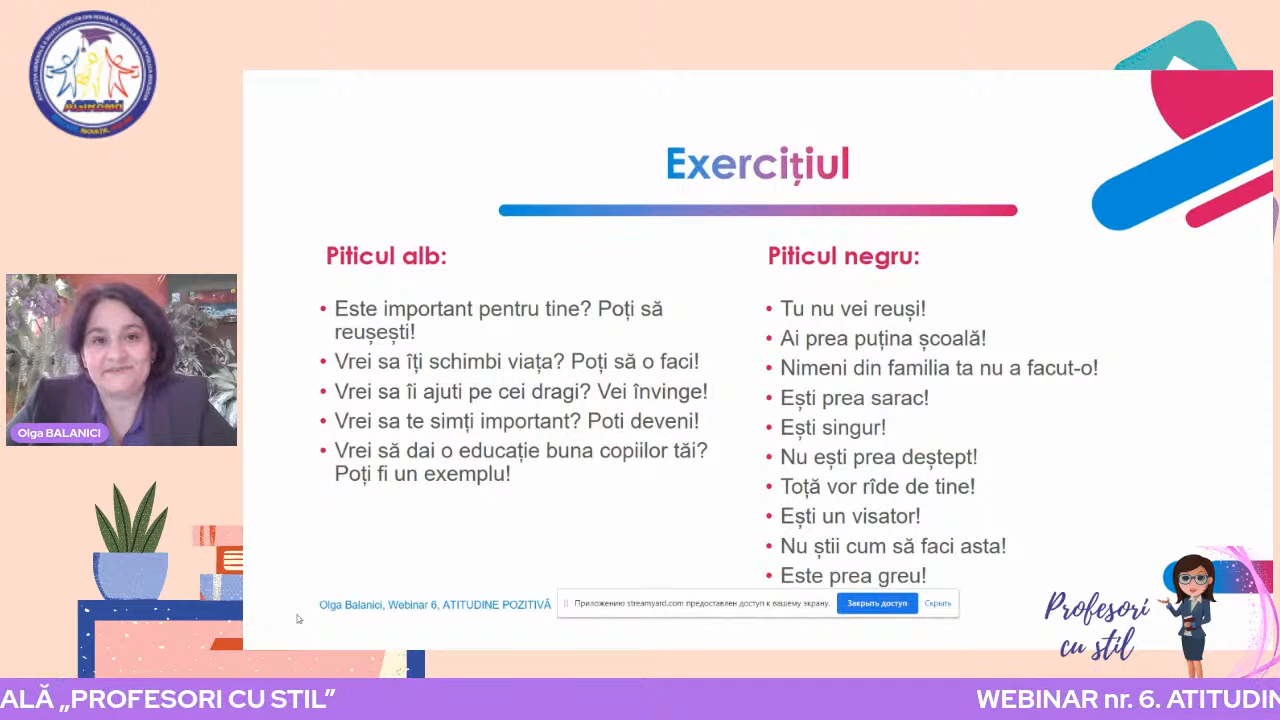 AGIRoMd
Exercițiul
Piticul alb:
• Este important pentru tine? Poți să
reușești!
• Vrei sa îți schimbi viața? Poți să o faci!
• Vrei sa îi ajuti pe cei dragi? Vei învinge!
• Vrei sa te simți important? Poti deveni!
• Vrei să dai o educație buna copiilor tăi?
Poți fi un exemplu!
Piticul negru:
• Tu nu vei reuși!
• Ai prea puțina școală!
• Nimeni din familia ta nu a facut-o!
• Ești prea sarac!
• Ești singur!
• Nu ești prea deștept!
• Toță vor rîde de tine!
• Ești un visator!
• Nu știi cum să faci asta!
• Este prea greu!
Olga BALANICI
Olga Balanici, Webinar 6, ATITUDINE POZITIVĂ
Приложению streamyard.com предоставлен доступ к вашему экрану.
Закрыть доступ
Скрыть
Profesori
cu stil
ALĂ „PROFESORI CU STIL” WEBINAR nr. 6. ATITUDIN